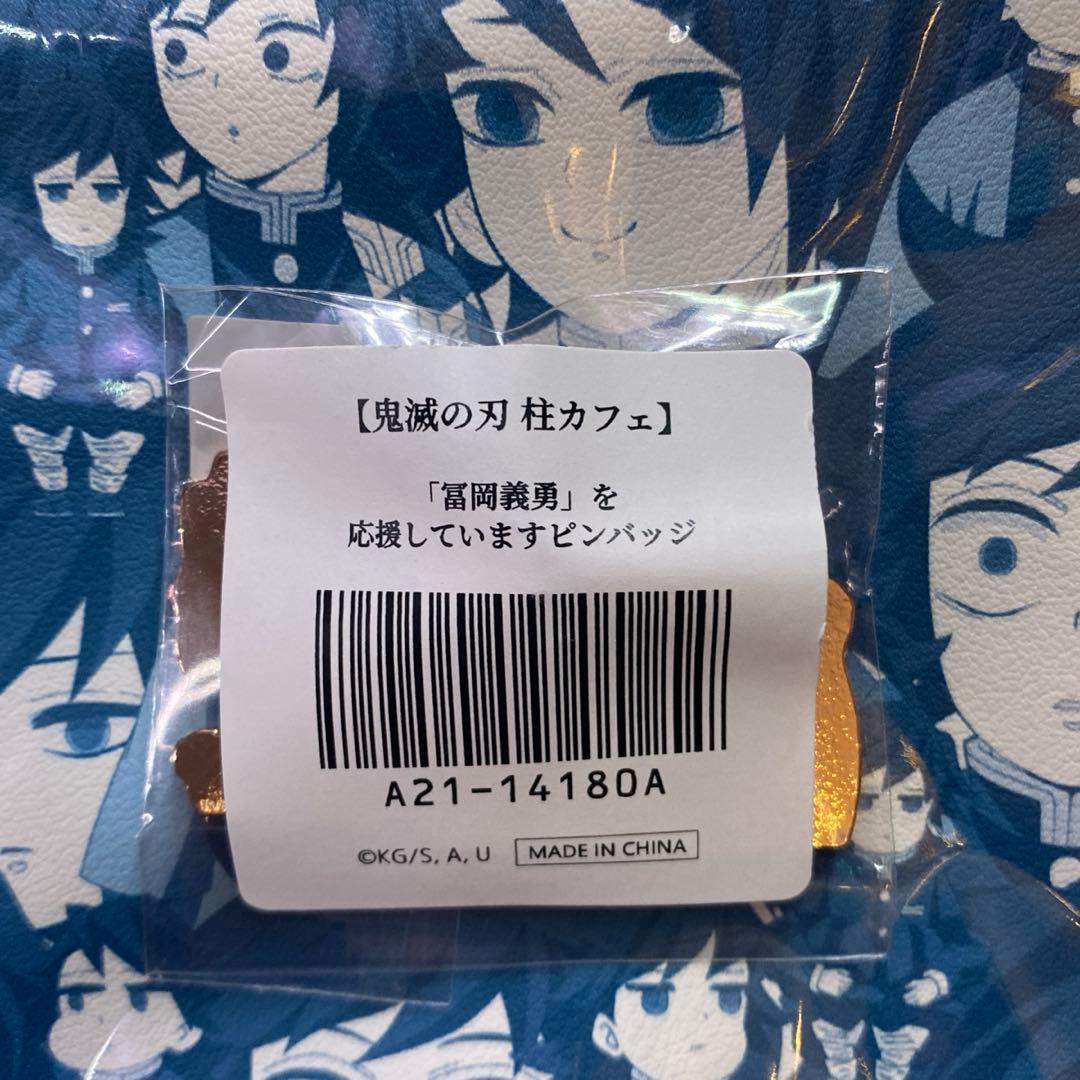 【鬼滅の刃 柱カフェ】
「冨岡義勇」を
応援していますピンバッジ
A21-14180A
©KG/S, A, U
MADE IN CHINA